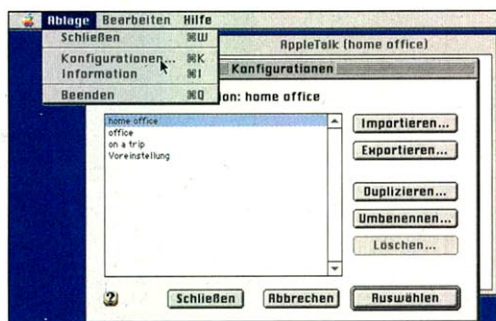 Ablage Bearbeiten Hilfe
Schließen ⌘W
Konfigurationen... ⌘K
Information ⌘I
Beenden ⌘Q
AppleTalk (home office)
Konfigurationen
ion: home office
home office
office
on a trip
Voreinstellung
Importieren...
Exportieren...
Duplizieren...
Umbenennen...
Löschen...
Schließen Abbrechen Auswählen